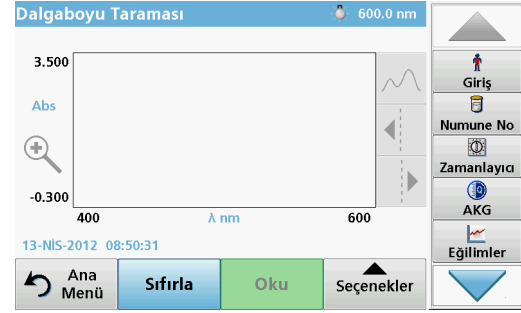 Dalgaboyu Taraması
600.0 nm
3.500
Abs
-0.300
400
λ nm
600
13-NİS-2012 08:50:31
Ana
Menü
Sıfırla
Oku
Seçenekler
Giriş
Numune No
Zamanlayıcı
AKG
Eğilimler